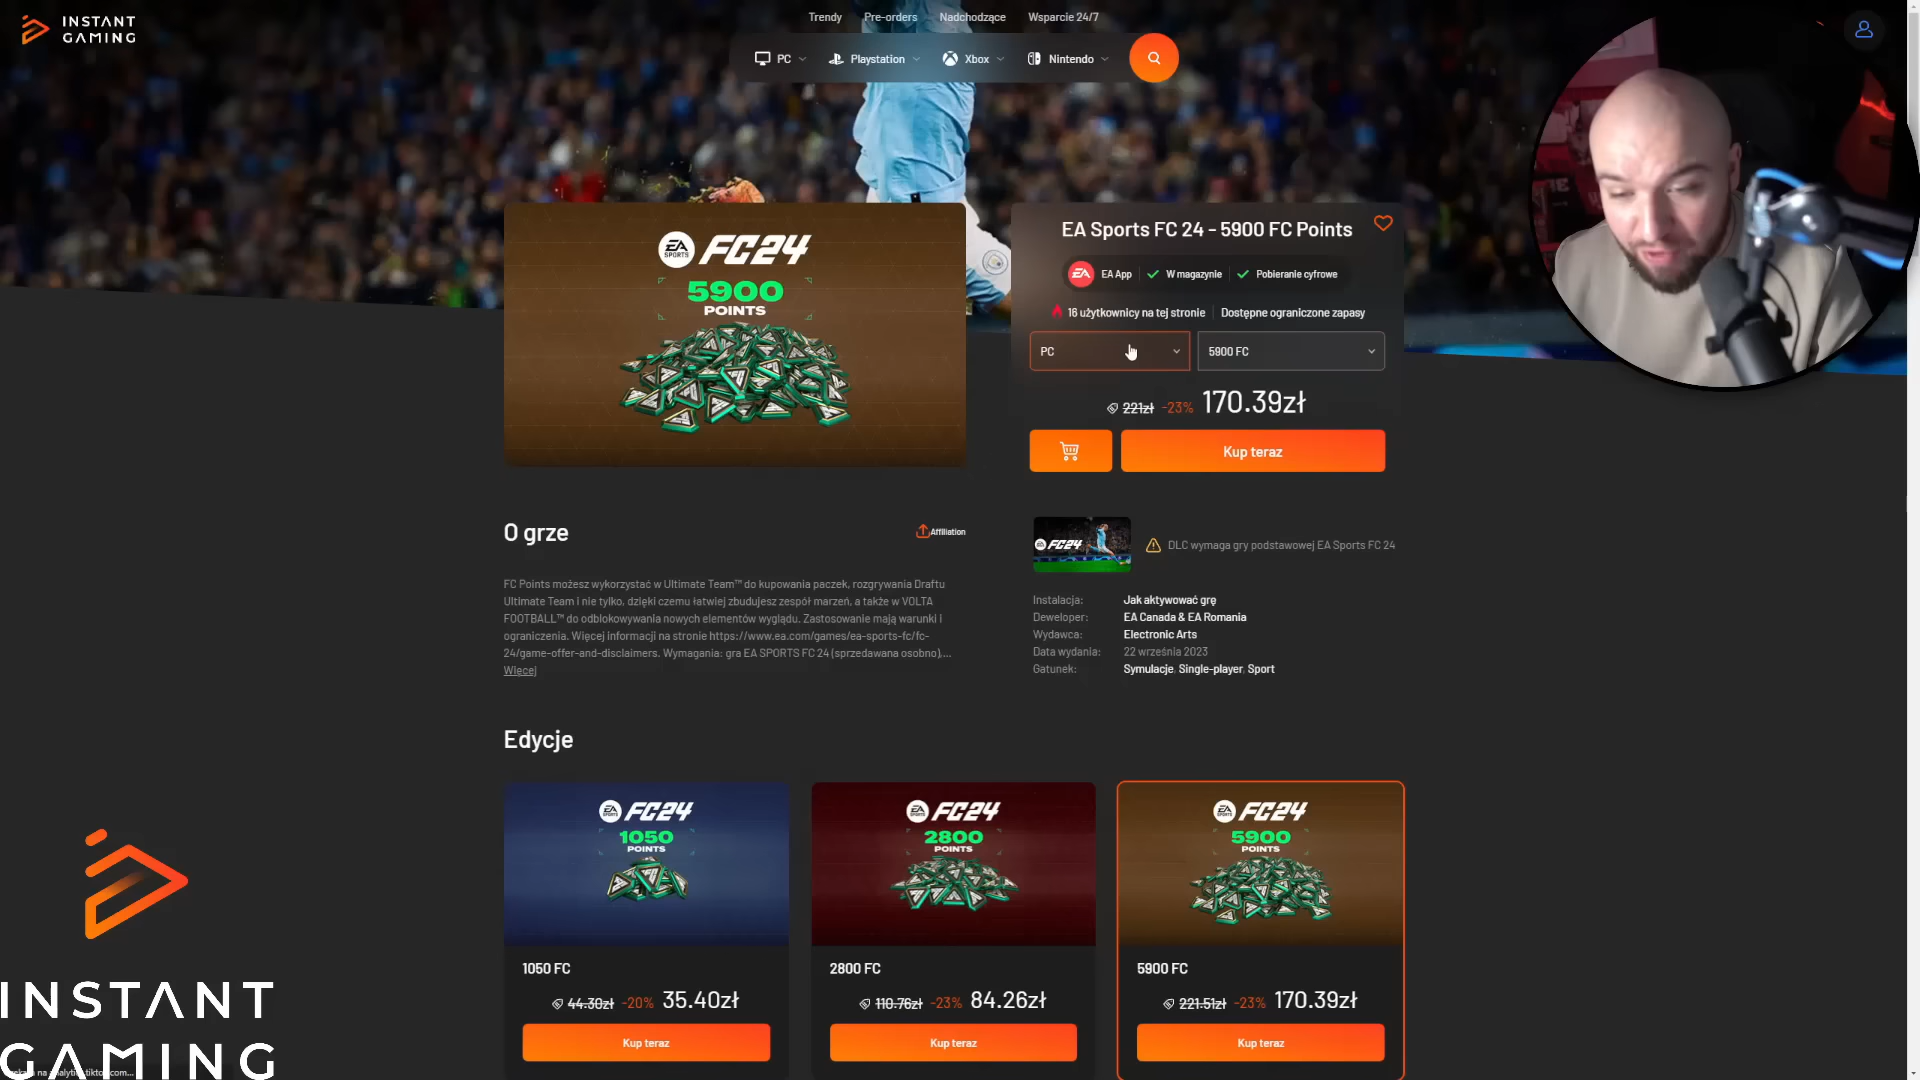 INSTANT
GAMING
Trendy Pre-orders Nadchodzące Wsparcie 24/7
PC Playstation Xbox Nintendo
EA SPORTS FC24
5900
POINTS
EA Sports FC 24 - 5900 FC Points
EA App W magazynie Pobieranie cyfrowe
16 użytkownicy na tej stronie Dostępne ograniczone zapasy
PC 5900 FC
221zł -23% 170.39zł
Kup teraz
O grze
Affiliation
FC Points możesz wykorzystać w Ultimate Team™ do kupowania paczek, rozgrywania Draftu
Ultimate Team i nie tylko, dzięki czemu łatwiej zbudujesz zespół marzeń, a także w VOLTA
FOOTBALL™ do odblokowywania nowych elementów wyglądu. Zastosowanie mają warunki i
ograniczenia. Więcej informacji na stronie https://www.ea.com/games/ea-sports-fc/fc-
24/game-offer-and-disclaimers. Wymagania: gra EA SPORTS FC 24 (sprzedawana osobno),...
Więcej
FC24
DLC wymaga gry podstawowej EA Sports FC 24
Instalacja: Jak aktywować grę
Deweloper: EA Canada & EA Romania
Wydawca: Electronic Arts
Data wydania: 22 września 2023
Gatunek: Symulacje, Single-player, Sport
Edycje
EA SPORTS FC24
1050
POINTS
1050 FC
44.30zł -20% 35.40zł
Kup teraz
EA SPORTS FC24
2800
POINTS
2800 FC
110.76zł -23% 84.26zł
Kup teraz
EA SPORTS FC24
5900
POINTS
5900 FC
221.51zł -23% 170.39zł
Kup teraz
INSTANT
GAMING